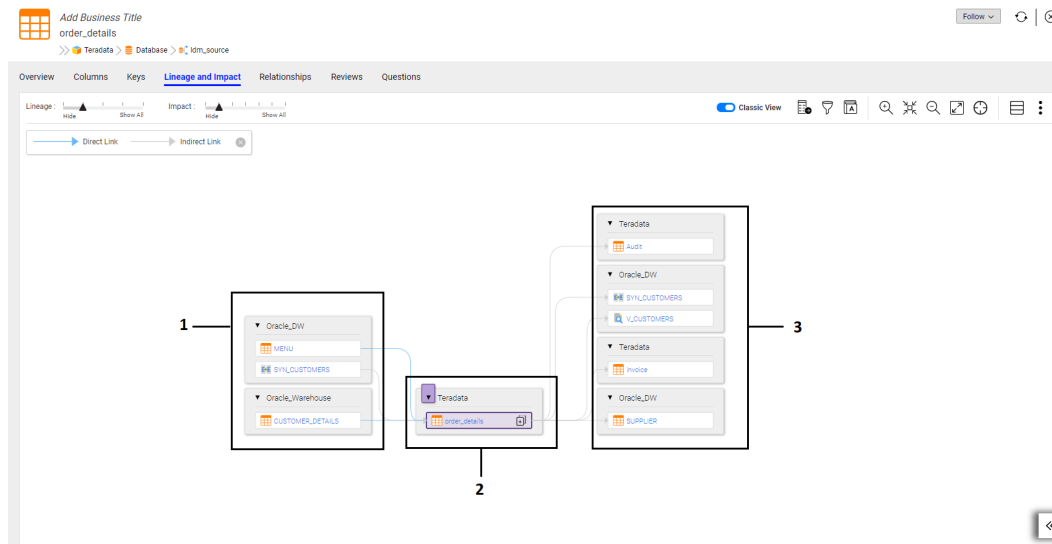 Add Business Title
order_details
Teradata > Database > ldm_source
Follow
Overview Columns Keys Lineage and Impact Relationships Reviews Questions
Lineage : Hide Show All Impact : Hide Show All Classic View
Direct Link Indirect Link
Teradata
Audit
Oracle_DW
SYN_CUSTOMERS
V_CUSTOMERS
Teradata
invoice
Oracle_DW
SUPPLIER
3
1
Oracle_DW
MENU
SYN_CUSTOMERS
Oracle_Warehouse
CUSTOMER_DETAILS
Teradata
order_details
2